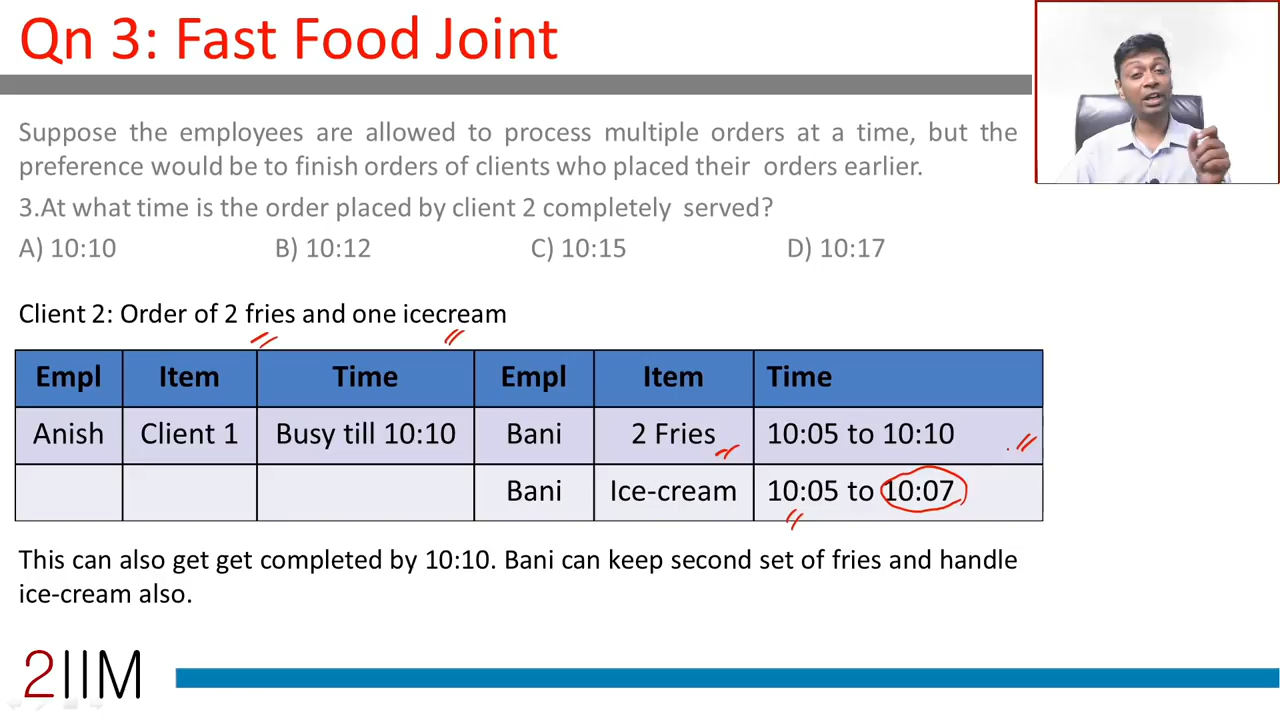 Qn 3: Fast Food Joint
Suppose the employees are allowed to process multiple orders at a time, but the
preference would be to finish orders of clients who placed their orders earlier.
3.At what time is the order placed by client 2 completely served?
A) 10:10 B) 10:12 C) 10:15 D) 10:17
Client 2: Order of 2 fries and one icecream
Empl Item Time Empl Item Time
Anish Client 1 Busy till 10:10 Bani 2 Fries 10:05 to 10:10
Bani Ice-cream 10:05 to 10:07
This can also get get completed by 10:10. Bani can keep second set of fries and handle
ice-cream also.
2IIM